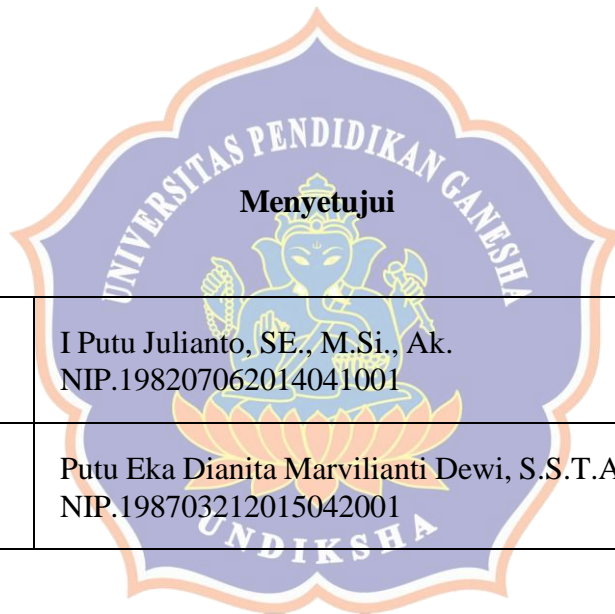 UNIVERSITAS PENDIDIKAN GANESHA
Menyetujui
I Putu Julianto, SE., M.Si., Ak.
NIP.198207062014041001
Putu Eka Dianita Marvilianti Dewi, S.S.T.A
NIP.198703212015042001
UNDIKSHA